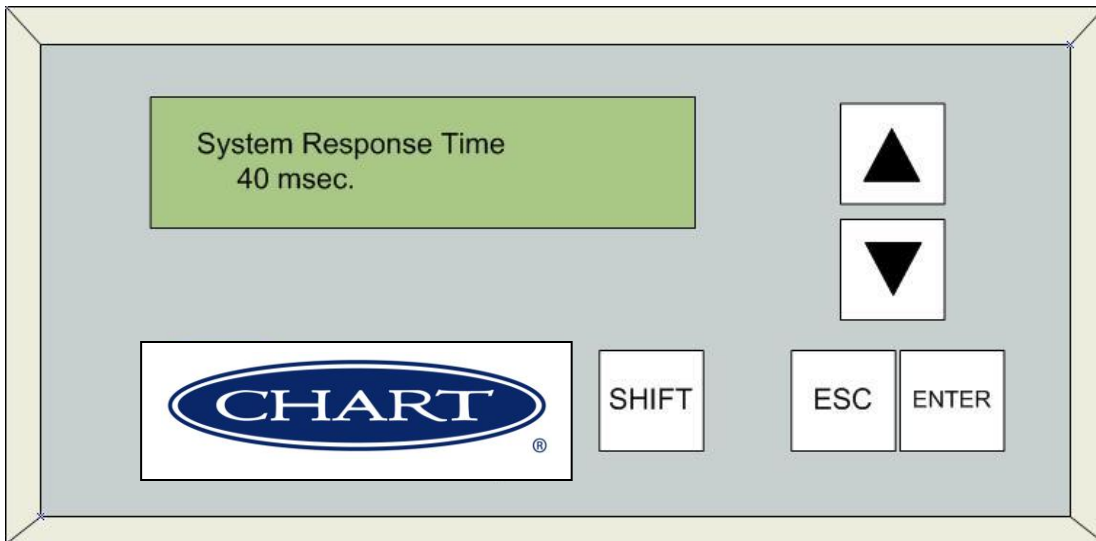 System Response Time
40 msec.
CHART
®
SHIFT
ESC
ENTER